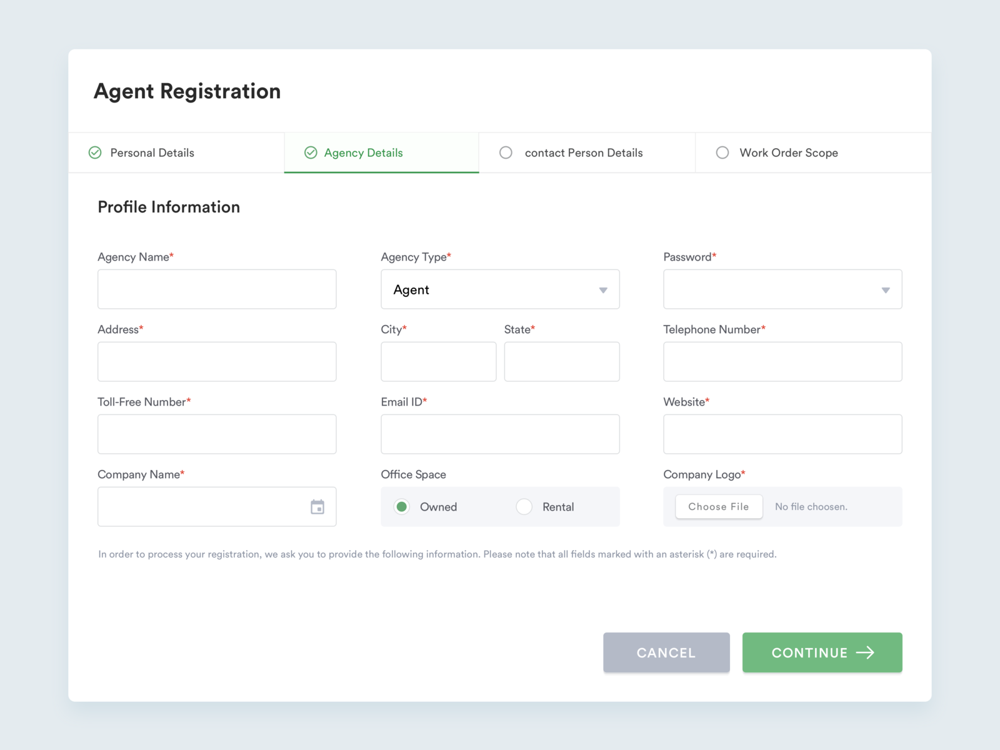 Agent Registration
Personal Details
Agency Details
contact Person Details
Work Order Scope
Profile Information
Agency Name*
Agency Type*
Password*
Agent
Address*
City*
State*
Telephone Number*
Toll-Free Number*
Email ID*
Website*
Company Name*
Office Space
Company Logo*
Owned
Rental
Choose File
No file choosen.
In order to process your registration, we ask you to provide the following information. Please note that all fields marked with an asterisk (*) are required.
CANCEL
CONTINUE